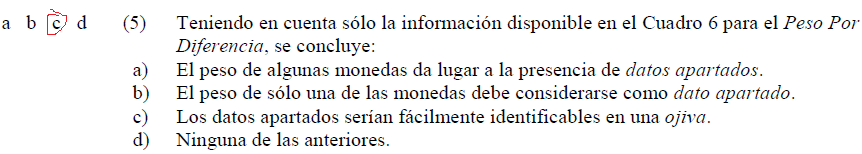 a b c d (5) Teniendo en cuenta sólo la información disponible en el Cuadro 6 para el Peso Por
Diferencia, se concluye:
a) El peso de algunas monedas da lugar a la presencia de datos apartados.
b) El peso de sólo una de las monedas debe considerarse como dato apartado.
c) Los datos apartados serían fácilmente identificables en una ojiva.
d) Ninguna de las anteriores.